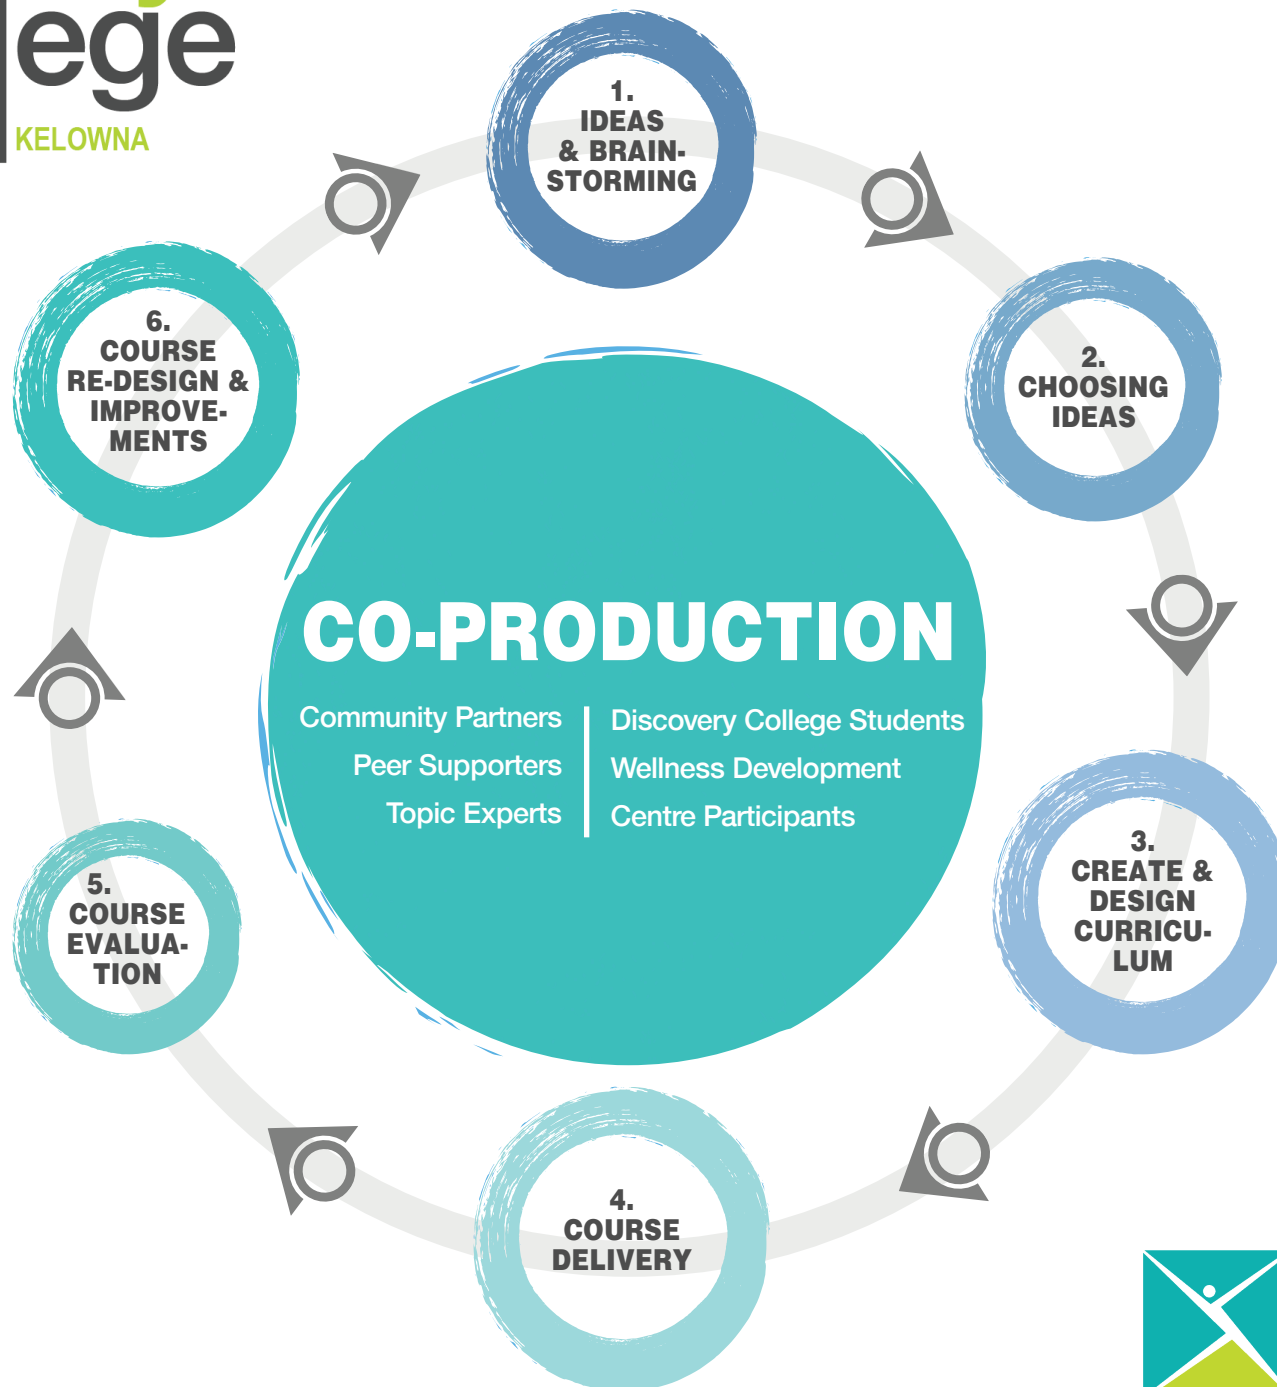 ege
KELOWNA
1.
IDEAS
& BRAIN-
STORMING
2.
CHOOSING
IDEAS
3.
CREATE &
DESIGN
CURRICU-
LUM
4.
COURSE
DELIVERY
5.
COURSE
EVALUA-
TION
6.
COURSE
RE-DESIGN &
IMPROVE-
MENTS
CO-PRODUCTION
Community Partners
Peer Supporters
Topic Experts
Discovery College Students
Wellness Development
Centre Participants